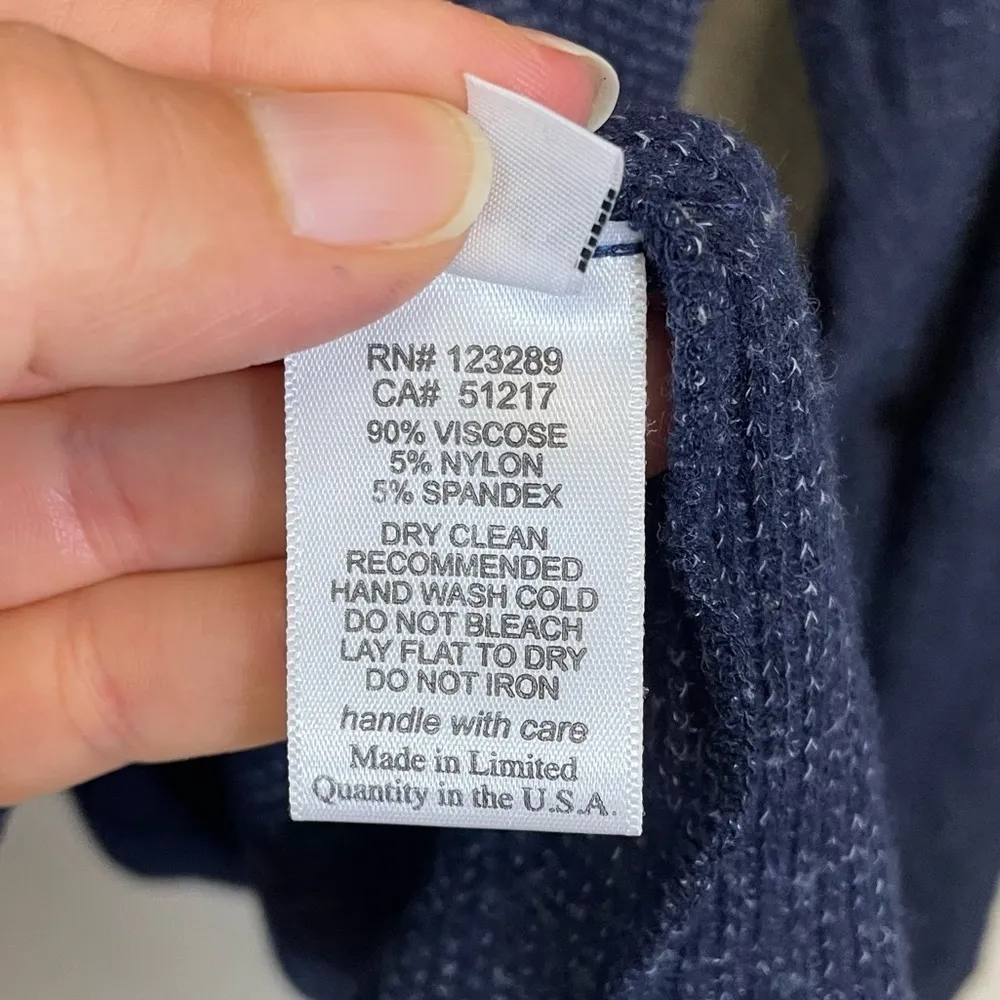 RN# 123289
CA# 51217
90% VISCOSE
5% NYLON
5% SPANDEX
DRY CLEAN
RECOMMENDED
HAND WASH COLD
DO NOT BLEACH
LAY FLAT TO DRY
DO NOT IRON
handle with care
Made in Limited
Quantity in the U.S.A.